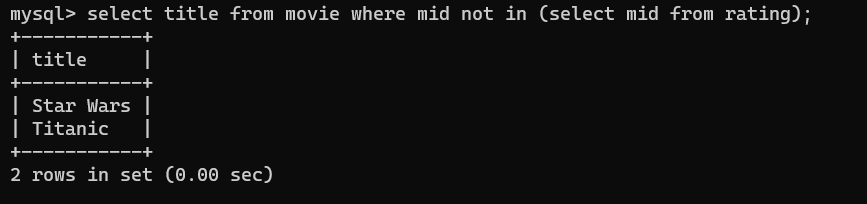 mysql> select title from movie where mid not in (select mid from rating);
+-----------+
| title     |
+-----------+
| Star Wars |
| Titanic   |
+-----------+
2 rows in set (0.00 sec)